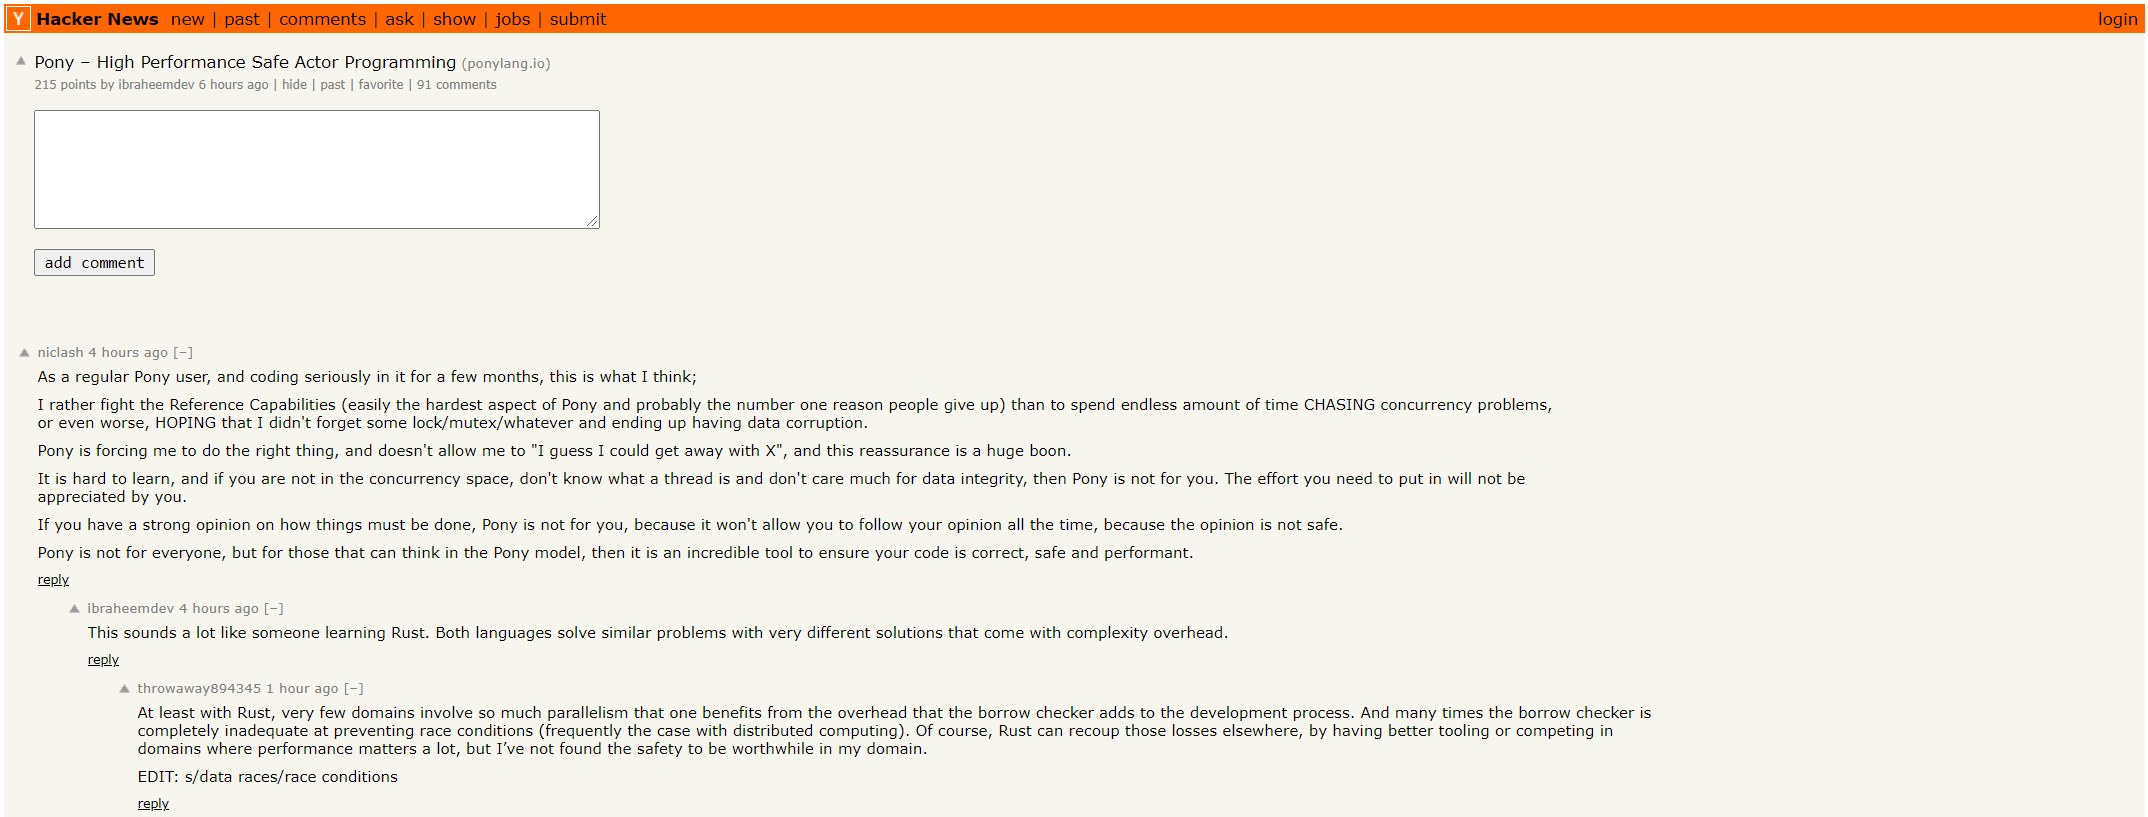 Y Hacker News new | past | comments | ask | show | jobs | submit login
Pony – High Performance Safe Actor Programming (ponylang.io)
215 points by ibraheemdev 6 hours ago | hide | past | favorite | 91 comments
add comment
niclash 4 hours ago [–]
As a regular Pony user, and coding seriously in it for a few months, this is what I think;
I rather fight the Reference Capabilities (easily the hardest aspect of Pony and probably the number one reason people give up) than to spend endless amount of time CHASING concurrency problems,
or even worse, HOPING that I didn't forget some lock/mutex/whatever and ending up having data corruption.
Pony is forcing me to do the right thing, and doesn't allow me to "I guess I could get away with X", and this reassurance is a huge boon.
It is hard to learn, and if you are not in the concurrency space, don't know what a thread is and don't care much for data integrity, then Pony is not for you. The effort you need to put in will not be
appreciated by you.
If you have a strong opinion on how things must be done, Pony is not for you, because it won't allow you to follow your opinion all the time, because the opinion is not safe.
Pony is not for everyone, but for those that can think in the Pony model, then it is an incredible tool to ensure your code is correct, safe and performant.
reply
ibraheemdev 4 hours ago [–]
This sounds a lot like someone learning Rust. Both languages solve similar problems with very different solutions that come with complexity overhead.
reply
throwaway894345 1 hour ago [–]
At least with Rust, very few domains involve so much parallelism that one benefits from the overhead that the borrow checker adds to the development process. And many times the borrow checker is
completely inadequate at preventing race conditions (frequently the case with distributed computing). Of course, Rust can recoup those losses elsewhere, by having better tooling or competing in
domains where performance matters a lot, but I’ve not found the safety to be worthwhile in my domain.
EDIT: s/data races/race conditions
reply